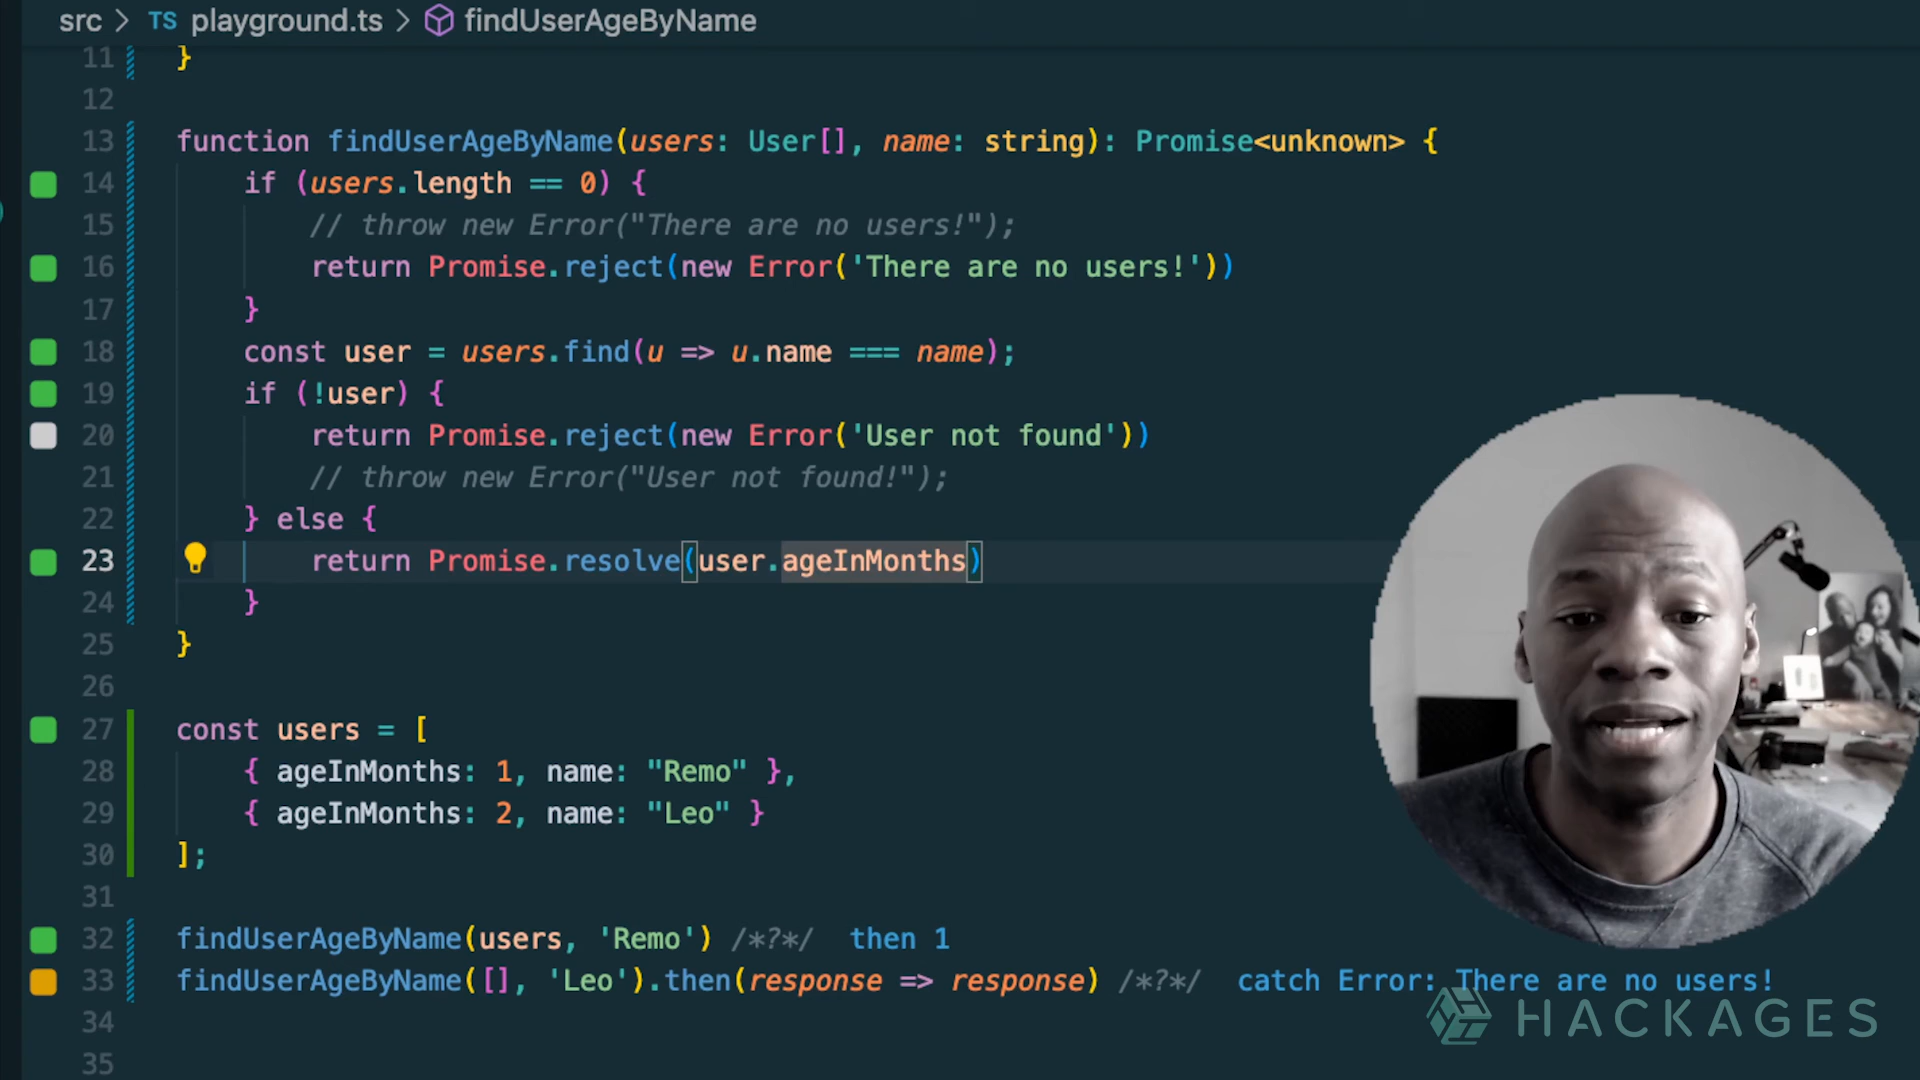 src > TS playground.ts > findUserAgeByName
11 }
12
13 function findUserAgeByName(users: User[], name: string): Promise<unknown> {
14 if (users.length == 0) {
15 // throw new Error("There are no users!");
16 return Promise.reject(new Error('There are no users!'))
17 }
18 const user = users.find(u => u.name === name);
19 if (!user) {
20 return Promise.reject(new Error('User not found'))
21 // throw new Error("User not found!");
22 } else {
23 return Promise.resolve(user.ageInMonths)
24 }
25 }
26
27 const users = [
28 { ageInMonths: 1, name: "Remo" },
29 { ageInMonths: 2, name: "Leo" }
30 ];
31
32 findUserAgeByName(users, 'Remo') /*?*/ then 1
33 findUserAgeByName([], 'Leo').then(response => response) /*?*/ catch Error: There are no users!
34
35
HACKAGES